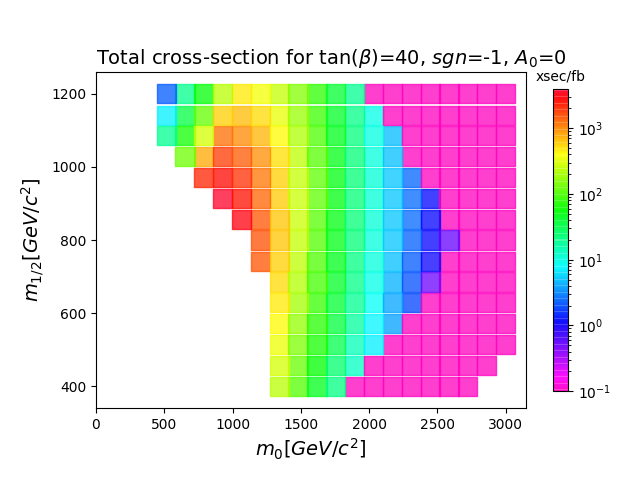 Total cross-section for tan(β)=40, sgn=-1, A₀=0
xsec/fb
m₁/₂[GeV/c²]
1200
1000
800
600
400
0 500 1000 1500 2000 2500 3000
m₀[GeV/c²]
10³
10²
10¹
10⁰
10⁻¹